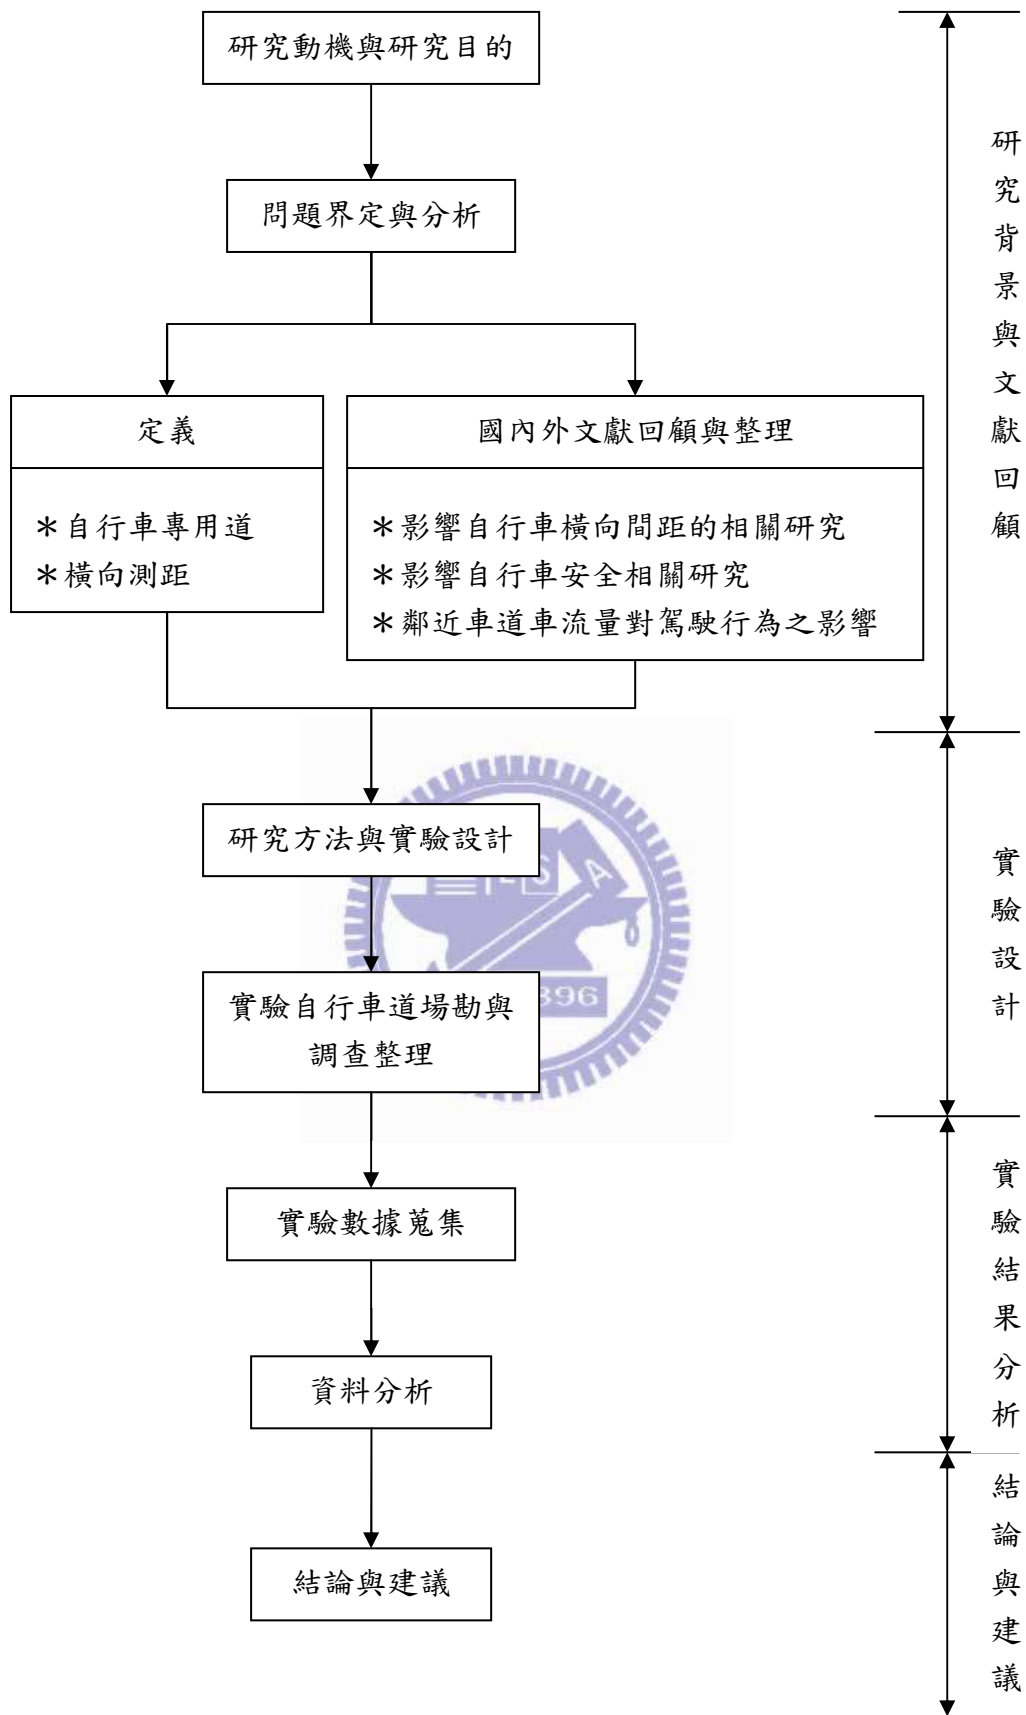 研究動機與研究目的
問題界定與分析
定義
＊自行車專用道
＊橫向測距
國內外文獻回顧與整理
＊影響自行車橫向間距的相關研究
＊影響自行車安全相關研究
＊鄰近車道車流量對駕駛行為之影響
研究方法與實驗設計
實驗自行車道場勘與
調查整理
實驗數據蒐集
資料分析
結論與建議
研究背景與文獻回顧
實驗設計
實驗結果分析
結論與建議
E S A
896